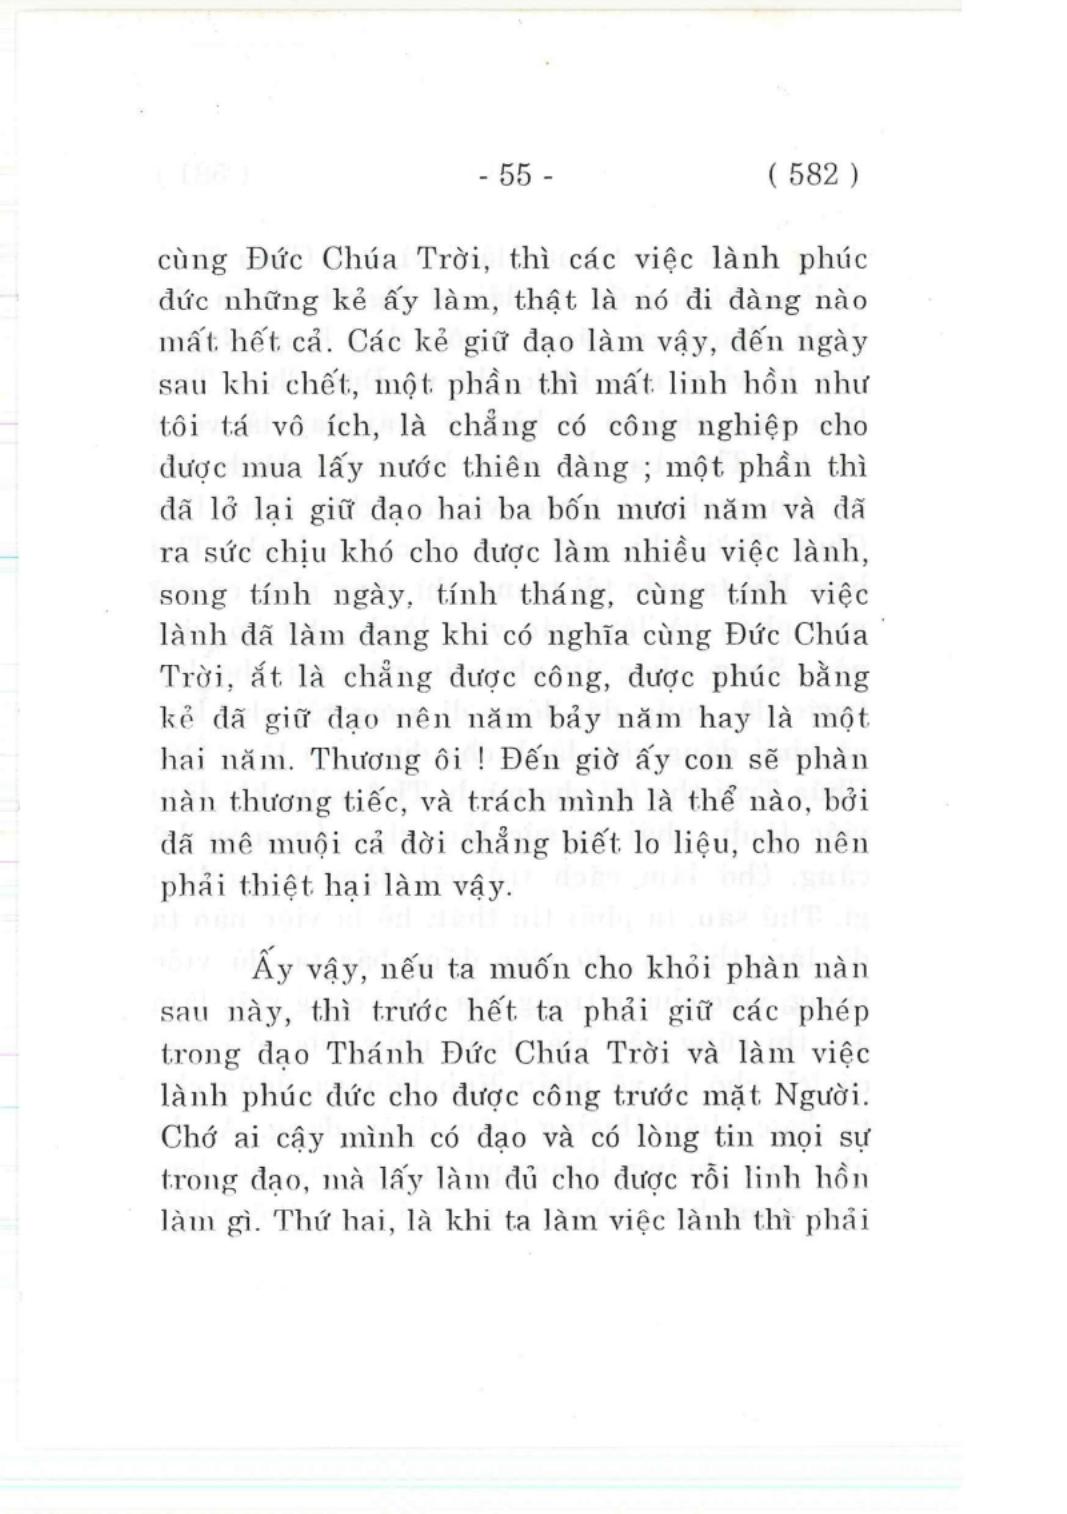 - 55 - ( 582 )
cùng Đức Chúa Trời, thì các việc lành phúc
đức những kẻ ấy làm, thật là nó đi đàng nào
mất hết cả. Các kẻ giữ đạo làm vậy, đến ngày
sau khi chết, một phần thì mất linh hồn như
tôi tá vô ích, là chẳng có công nghiệp cho
được mua lấy nước thiên đàng ; một phần thì
đã lở lại giữ đạo hai ba bốn mươi năm và đã
ra sức chịu khó cho được làm nhiều việc lành,
song tính ngày, tính tháng, cùng tính việc
lành đã làm đang khi có nghĩa cùng Đức Chúa
Trời, ắt là chẳng được công, được phúc bằng
kẻ đã giữ đạo nên năm bảy năm hay là một
hai năm. Thương ôi ! Đến giờ ấy con sẽ phàn
nàn thương tiếc, và trách mình là thể nào, bởi
đã mê muội cả đời chẳng biết lo liệu, cho nên
phải thiệt hại làm vậy.
Ấy vậy, nếu ta muốn cho khỏi phàn nàn
sau này, thì trước hết ta phải giữ các phép
trong đạo Thánh Đức Chúa Trời và làm việc
lành phúc đức cho được công trước mặt Người.
Chớ ai cậy mình có đạo và có lòng tin mọi sự
trong đạo, mà lấy làm đủ cho được rỗi linh hồn
làm gì. Thứ hai, là khi ta làm việc lành thì phải